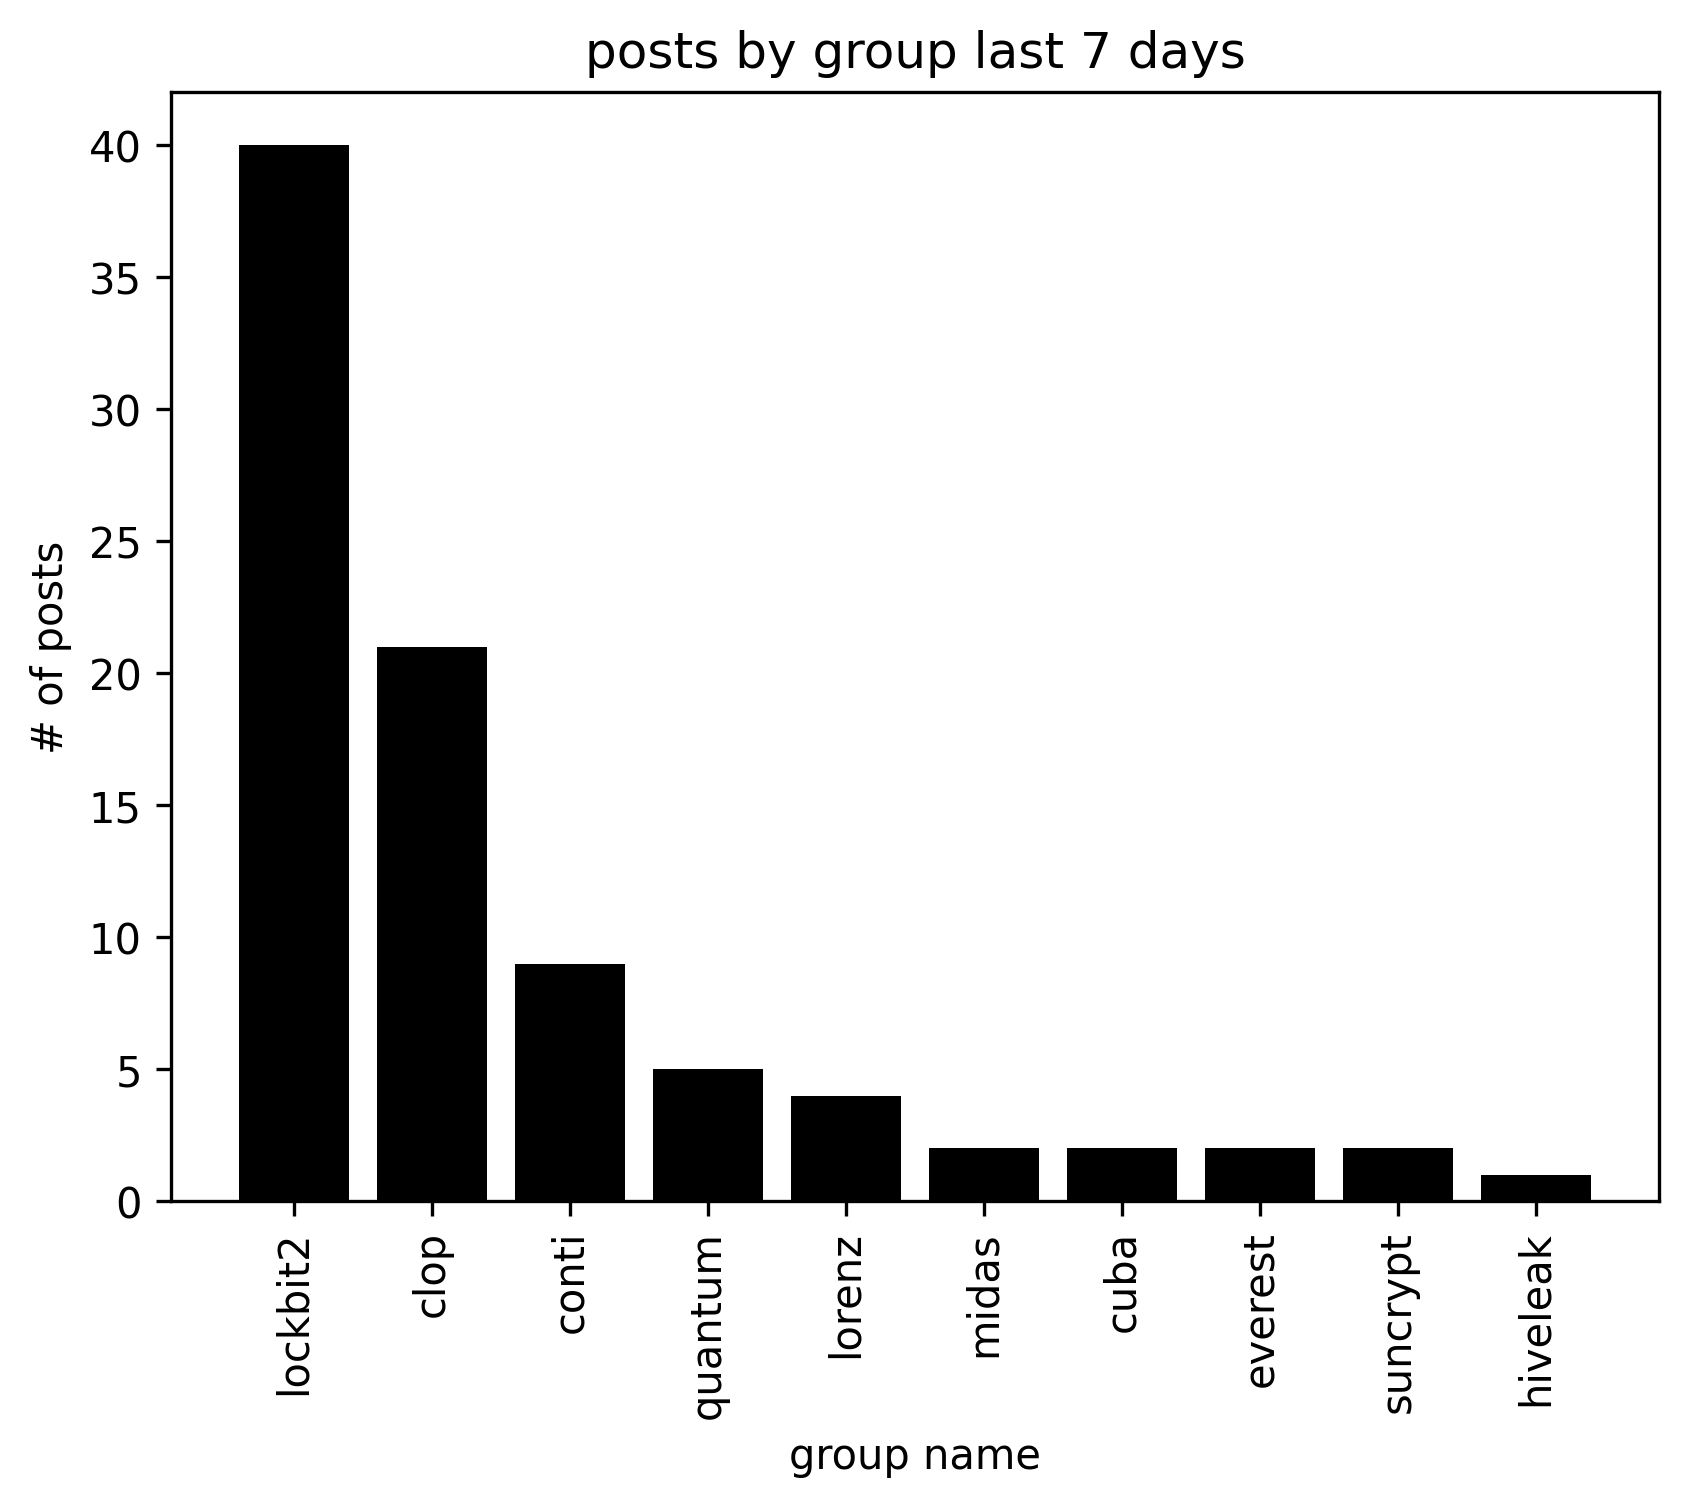 posts by group last 7 days
# of posts
40
35
30
25
20
15
10
5
0
lockbit2
clop
conti
quantum
lorenz
midas
cuba
everest
suncrypt
hiveleak
group name